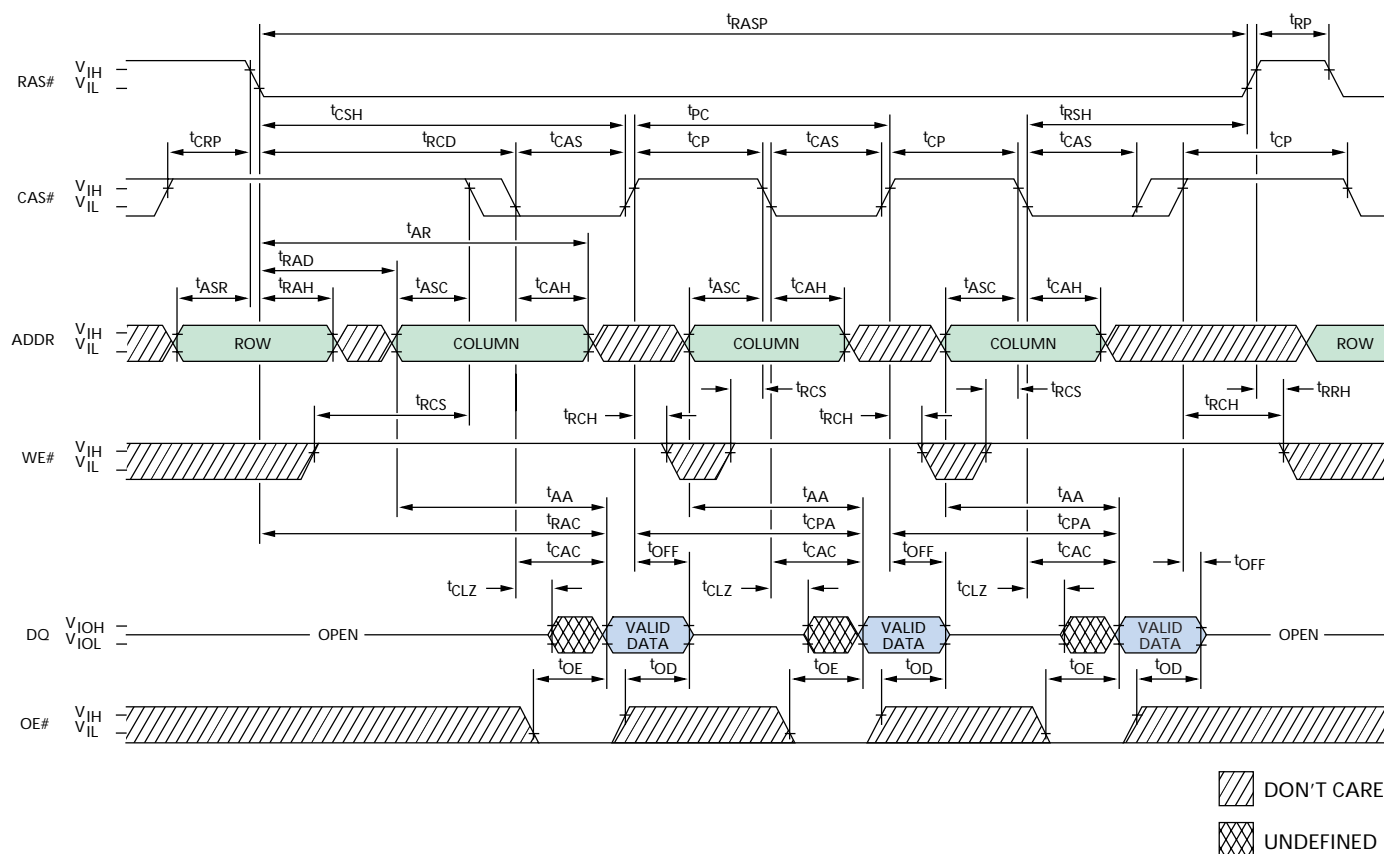 tRASP
tRP
RAS# VIH
VIL
tCSH
tPC
tRSH
tCRP
tRCD
tCAS
tCP
tCAS
tCP
tCAS
tCP
CAS# VIH
VIL
tAR
tRAD
tASR
tRAH
tASC
tCAH
tASC
tCAH
tASC
tCAH
ADDR VIH
VIL
ROW
COLUMN
COLUMN
COLUMN
ROW
tRCS
tRCH
tRCS
tRCH
tRCS
tRCH
tRRH
WE# VIH
VIL
tAA
tAA
tAA
tRAC
tCPA
tCPA
tCAC
tOFF
tCAC
tOFF
tCAC
tOFF
tCLZ
tCLZ
tCLZ
DQ VIOH
VIOL
OPEN
VALID
DATA
VALID
DATA
VALID
DATA
OPEN
tOE
tOD
tOE
tOD
tOE
tOD
OE# VIH
VIL
DON'T CARE
UNDEFINED